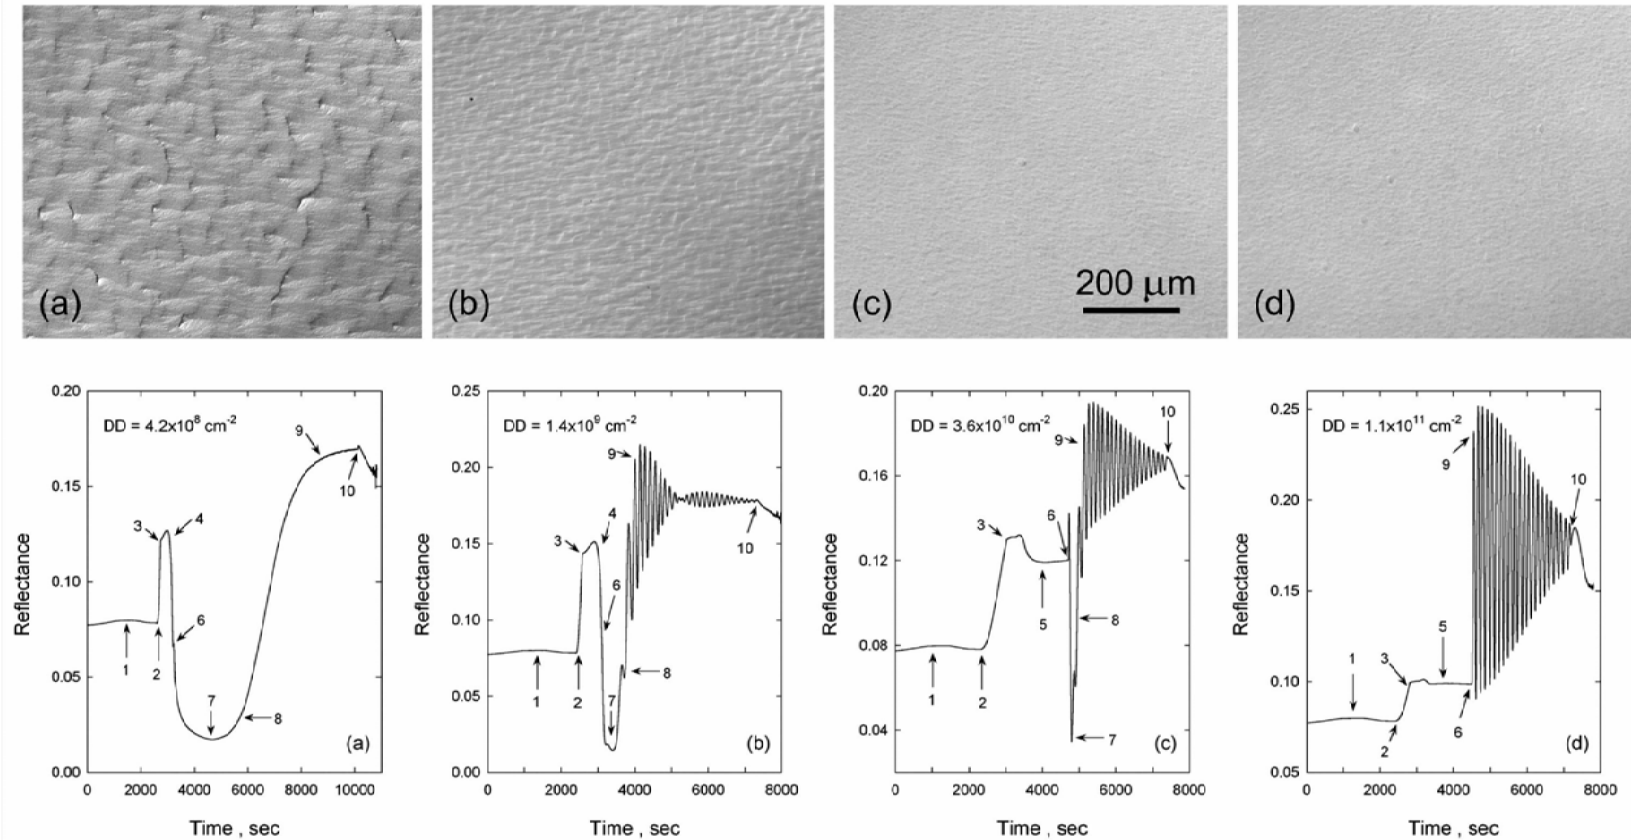 (a)
(b)
(c)
200 μm
(d)
0.20
0.15
0.10
0.05
0.00
Reflectance
DD = 4.2x10⁸ cm⁻²
1
2
3
4
6
7
8
9
10
(a)
0 2000 4000 6000 8000 10000
Time , sec
0.25
0.20
0.15
0.10
0.05
0.00
Reflectance
DD = 1.4x10⁹ cm⁻²
1
2
3
4
6
7
8
9
10
(b)
0 2000 4000 6000 8000
Time , sec
0.20
0.16
0.12
0.08
0.04
Reflectance
DD = 3.6x10¹⁰ cm⁻²
1
2
3
5
6
7
8
9
10
(c)
0 2000 4000 6000 8000
Time , sec
0.25
0.20
0.15
0.10
0.05
Reflectance
DD = 1.1x10¹¹ cm⁻²
1
2
3
5
6
9
10
(d)
0 2000 4000 6000 8000
Time , sec